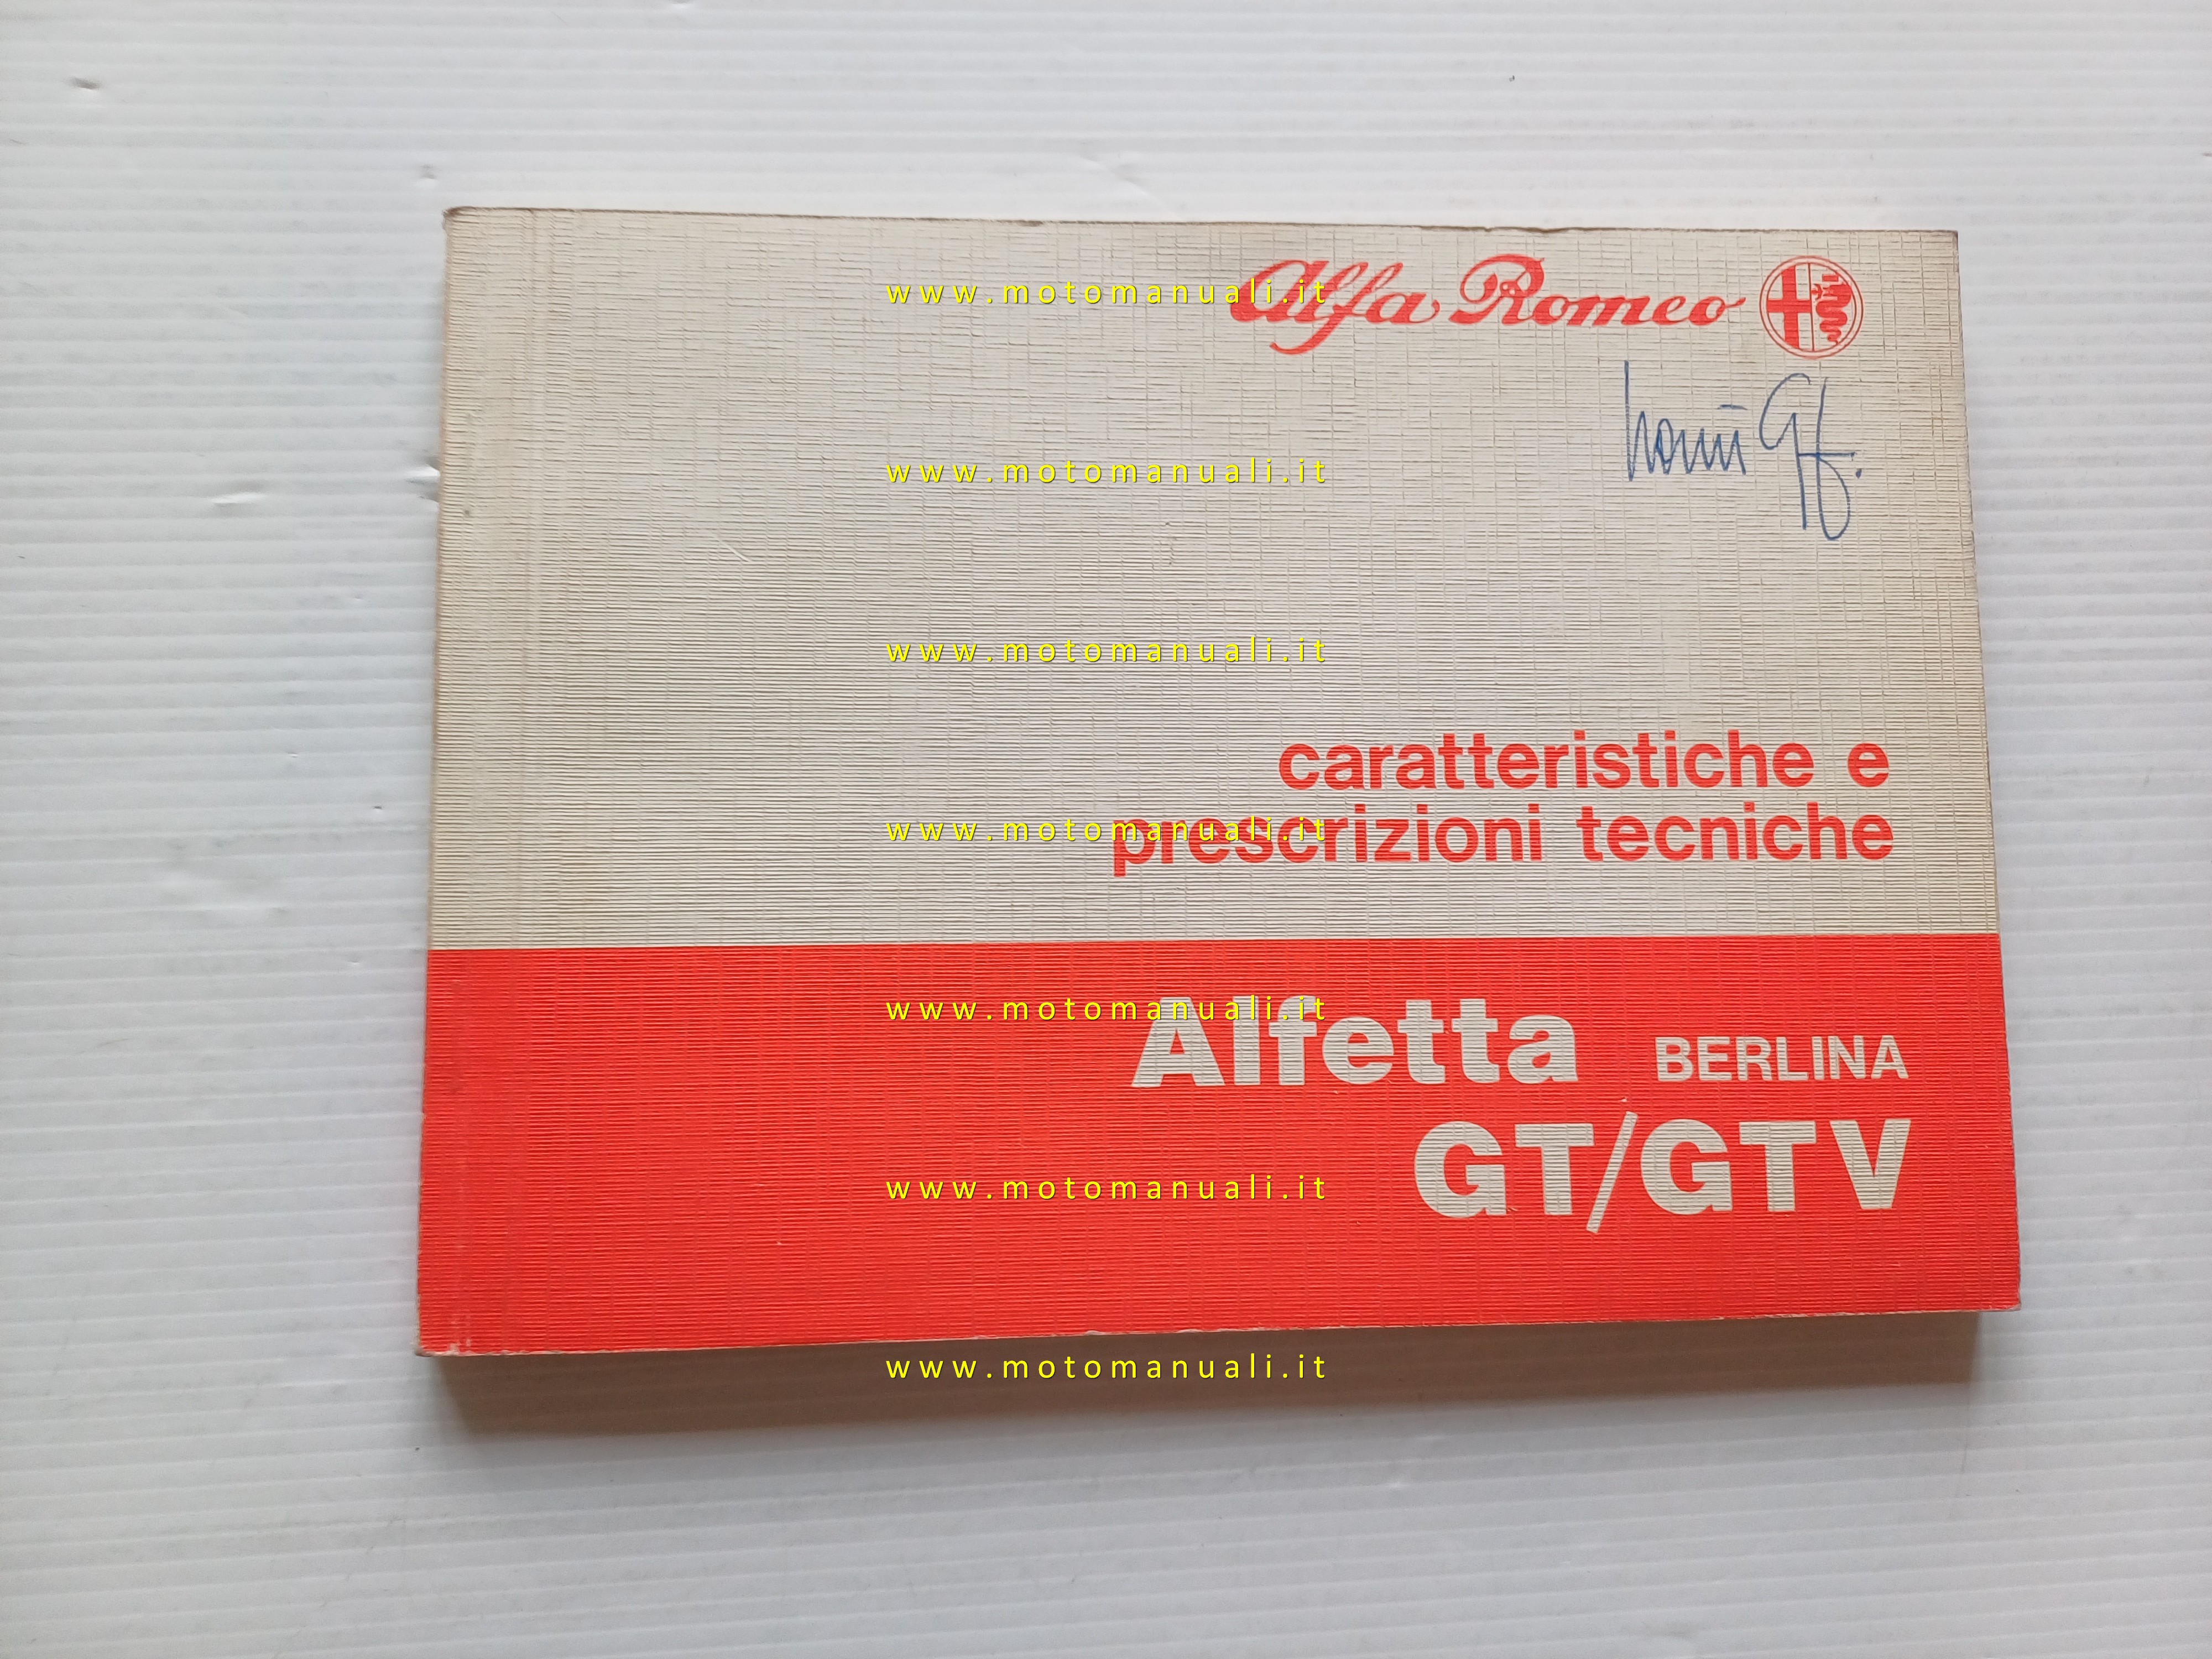 Alfa Romeo
www.motomanuali.it
www.motomanuali.it
www.motomanuali.it
caratteristiche e
prescrizioni tecniche
www.motomanuali.it
Alfetta BERLINA
www.motomanuali.it
GT/GTV
www.motomanuali.it
www.motomanuali.it